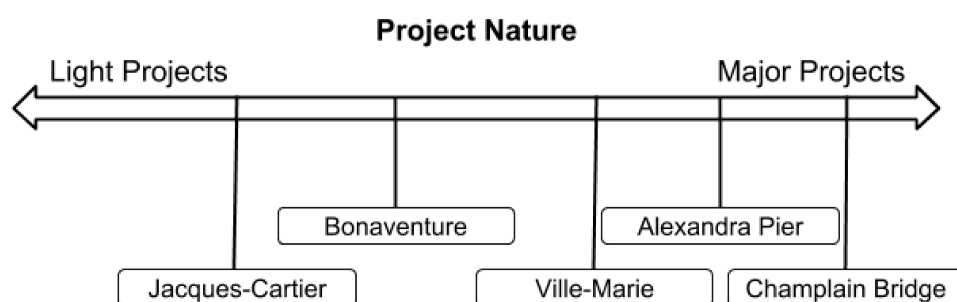 Project Nature
Light Projects
Major Projects
Bonaventure
Alexandra Pier
Jacques-Cartier
Ville-Marie
Champlain Bridge